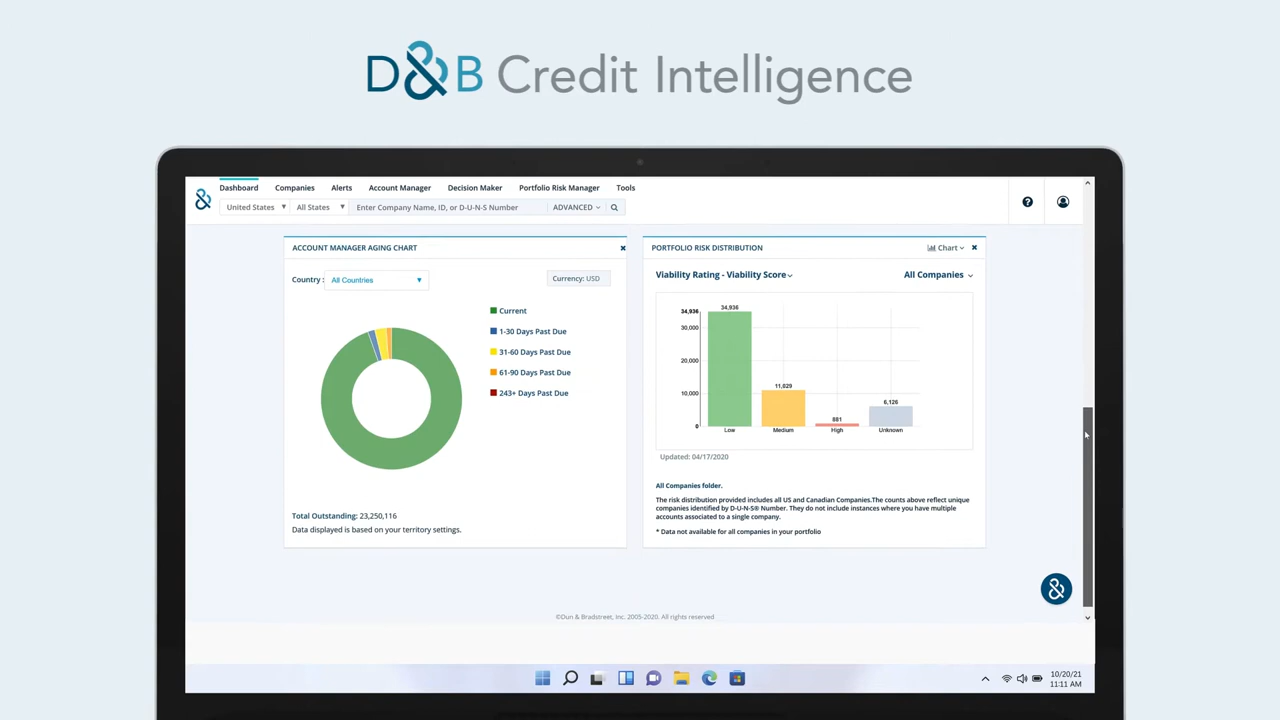 D&B Credit Intelligence
Dashboard Companies Alerts Account Manager Decision Maker Portfolio Risk Manager Tools
United States All States Enter Company Name, ID, or D-U-N-S Number ADVANCED
ACCOUNT MANAGER AGING CHART
Country : All Countries Currency: USD
Current
1-30 Days Past Due
31-60 Days Past Due
61-90 Days Past Due
243+ Days Past Due
Total Outstanding: 23,250,116
Data displayed is based on your territory settings.
PORTFOLIO RISK DISTRIBUTION Chart
Viability Rating - Viability Score All Companies
34,936
34,936
30,000
20,000
11,029
10,000
881
6,126
0
Low Medium High Unknown
Updated: 04/17/2020
All Companies folder.
The risk distribution provided includes all US and Canadian Companies.The counts above reflect unique
companies identified by D-U-N-S® Number. They do not include instances where you have multiple
accounts associated to a single company.
* Data not available for all companies in your portfolio
©Dun & Bradstreet, Inc. 2005-2020. All rights reserved
10/20/21
11:11 AM